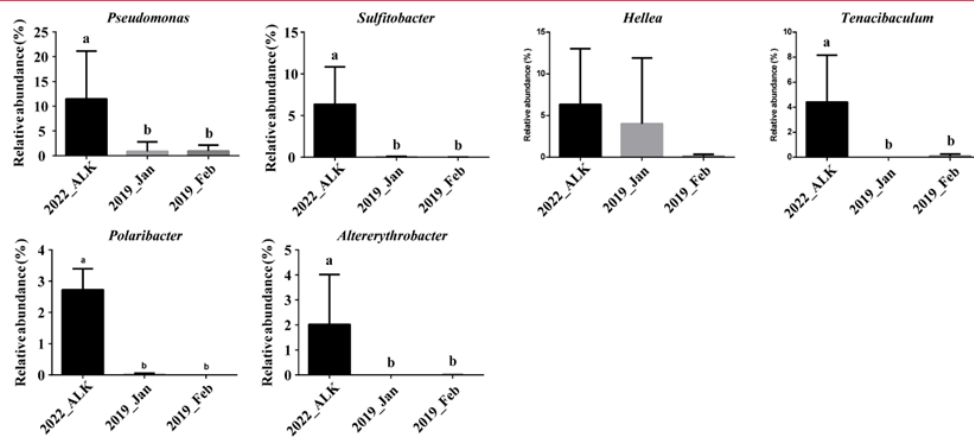 Pseudomonas
Relative abundance (%)
25
20
15
10
5
0
a
b
b
2022_ALK
2019_Jan
2019_Feb
Sulfitobacter
Relative abundance (%)
15
10
5
0
a
b
b
2022_ALK
2019_Jan
2019_Feb
Hellea
Relative abundance (%)
15
10
5
0
2022_ALK
2019_Jan
2019_Feb
Tenacibaculum
Relative abundance (%)
10
8
6
4
2
0
a
b
b
2022_ALK
2019_Jan
2019_Feb
Polaribacter
Relative abundance (%)
4
3
2
1
0
a
b
b
2022_ALK
2019_Jan
2019_Feb
Altererythrobacter
Relative abundance (%)
5
4
3
2
1
0
a
b
b
2022_ALK
2019_Jan
2019_Feb